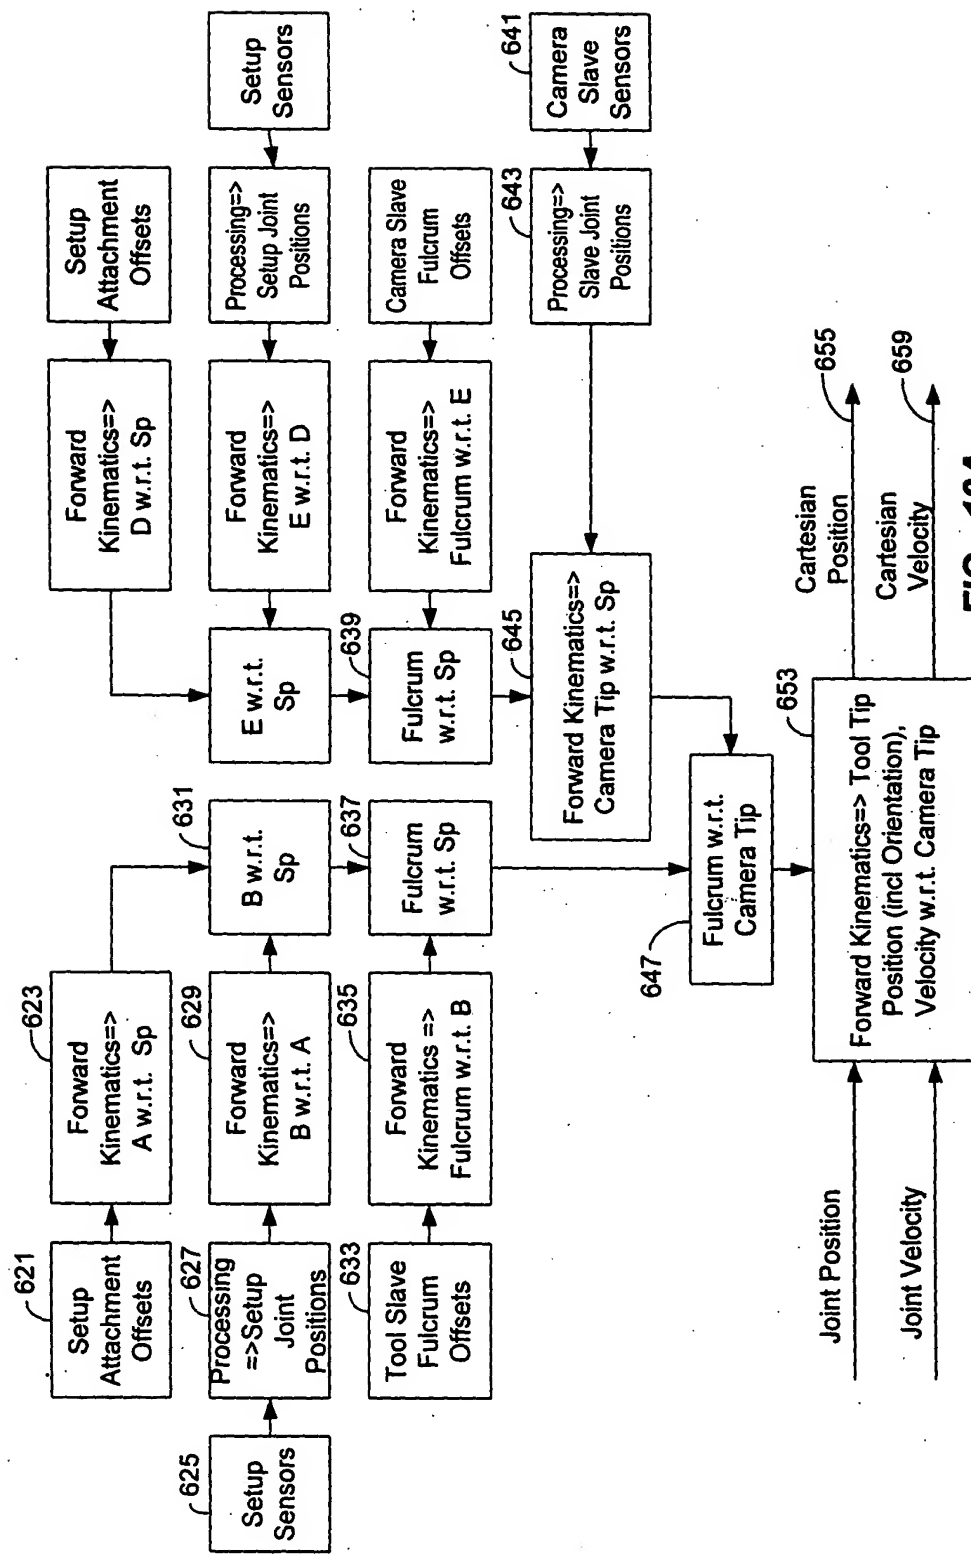 621
Setup
Attachment
Offsets
623
Forward
Kinematics=>
A w.r.t. Sp
Forward
Kinematics=>
D w.r.t. Sp
Setup
Attachment
Offsets
625
Setup
Sensors
627
Processing
=>Setup
Joint
Positions
629
Forward
Kinematics=>
B w.r.t. A
631
B w.r.t.
Sp
E w.r.t.
Sp
Forward
Kinematics=>
E w.r.t. D
Processing=>
Setup Joint
Positions
Setup
Sensors
633
Tool Slave
Fulcrum
Offsets
635
Forward
Kinematics =>
Fulcrum w.r.t. B
637
Fulcrum
w.r.t. Sp
639
Fulcrum
w.r.t. Sp
Forward
Kinematics=>
Fulcrum w.r.t. E
Camera Slave
Fulcrum
Offsets
645
Forward Kinematics=>
Camera Tip w.r.t. Sp
643
Processing=>
Slave Joint
Positions
641
Camera
Slave
Sensors
647
Fulcrum w.r.t.
Camera Tip
Joint Position
Joint Velocity
653
Forward Kinematics=> Tool Tip
Position (incl Orientation),
Velocity w.r.t. Camera Tip
Cartesian
Position
655
Cartesian
Velocity
659
FIG.